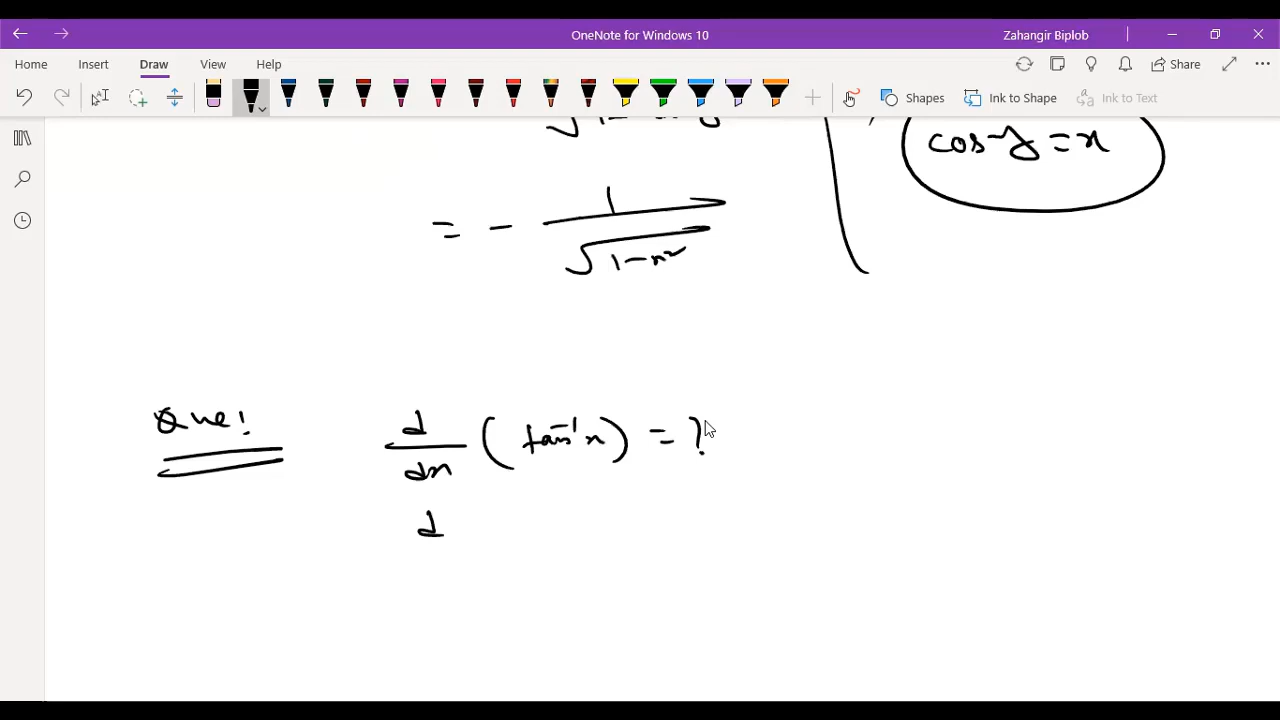 OneNote for Windows 10
Zahangir Biplob
Home Insert Draw View Help
Share
Shapes Ink to Shape Ink to Text
cos y = x
1
= - ———
√1-x²
Que!
d/dx (tan⁻¹x) = ?
d